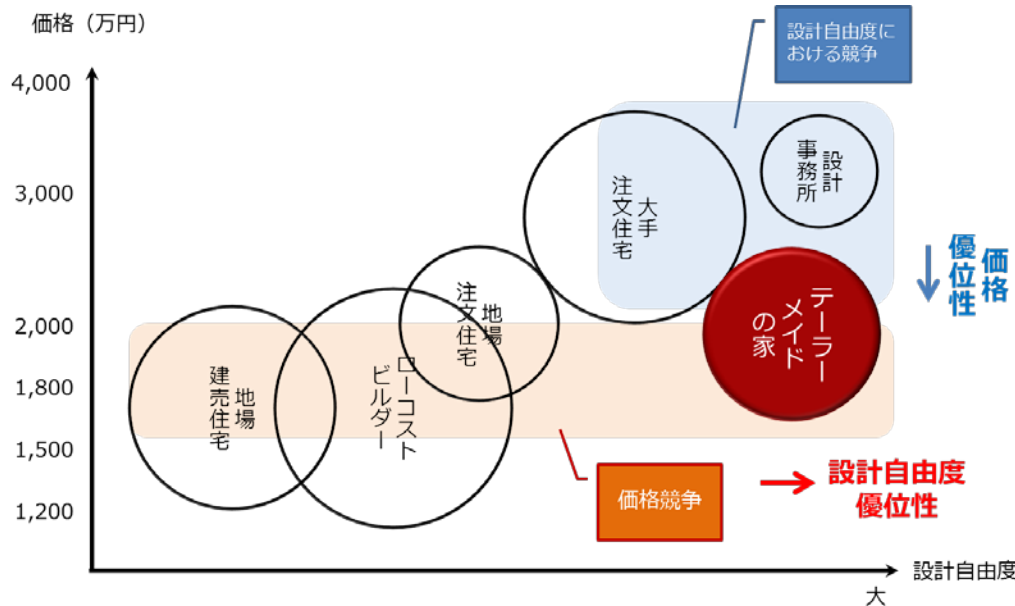 価格（万円）
4,000
3,000
2,000
1,800
1,500
1,200
設計自由度に
おける競争
設計
事務所
大手
注文住宅
地場
注文住宅
ローコスト
ビルダー
地場
建売住宅
テーラー
メイド
の家
価格
優位性
価格競争
設計自由度
優位性
設計自由度
大